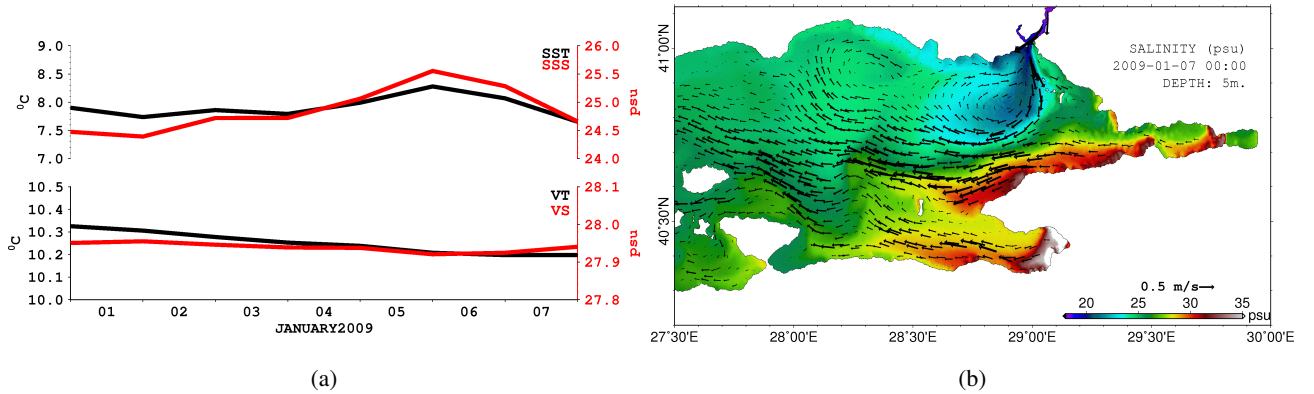 9.0
8.5
8.0
7.5
7.0
⁰C
SST
SSS
26.0
25.5
25.0
24.5
24.0
psu
10.5
10.4
10.3
10.2
10.1
10.0
⁰C
VT
VS
28.1
28.0
27.9
27.8
psu
01 02 03 04 05 06 07
JANUARY2009
(a)
41°00'N
40°30'N
SALINITY (psu)
2009-01-07 00:00
DEPTH: 5m.
0.5 m/s
20 25 30 35
psu
27°30'E 28°00'E 28°30'E 29°00'E 29°30'E 30°00'E
(b)